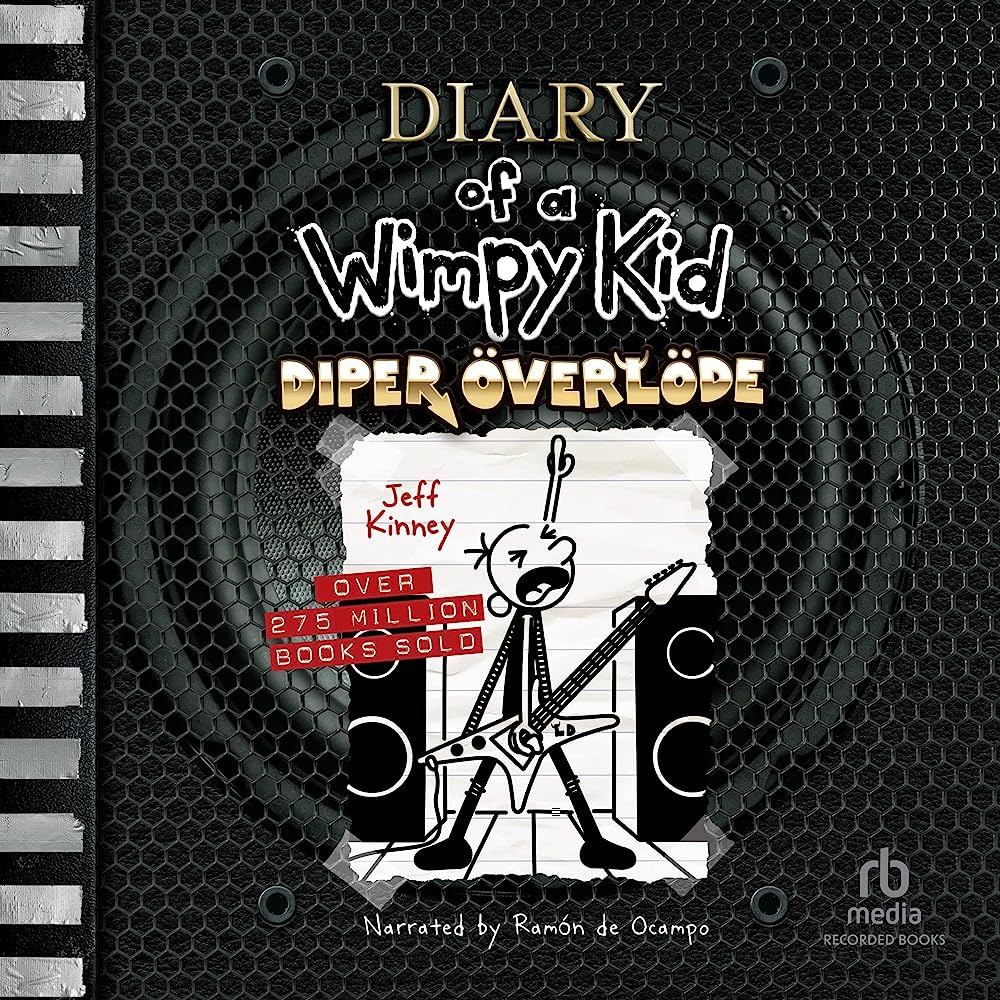 DIARY
of a
Wimpy Kid
DIPER ÖVERLÖDE
Jeff
Kinney
OVER
275 MILLION
BOOKS SOLD
LD
Narrated by Ramón de Ocampo
rb
media
RECORDED BOOKS